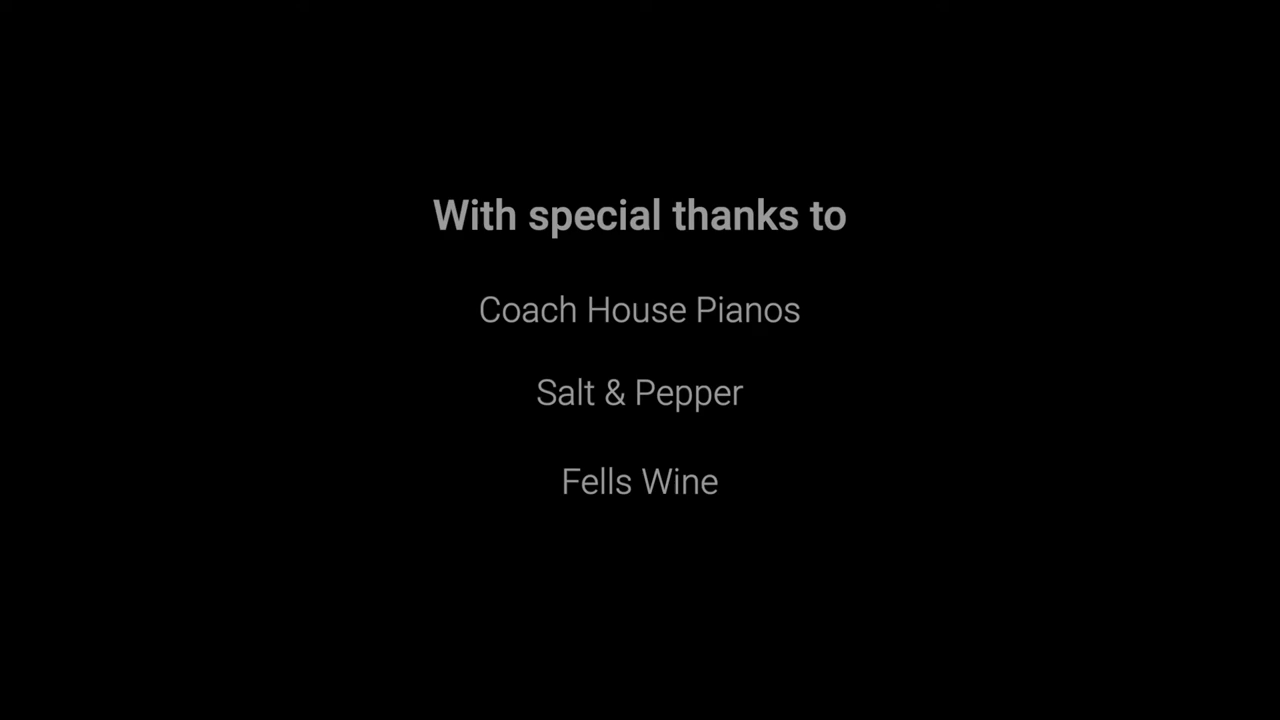 With special thanks to
Coach House Pianos
Salt & Pepper
Fells Wine